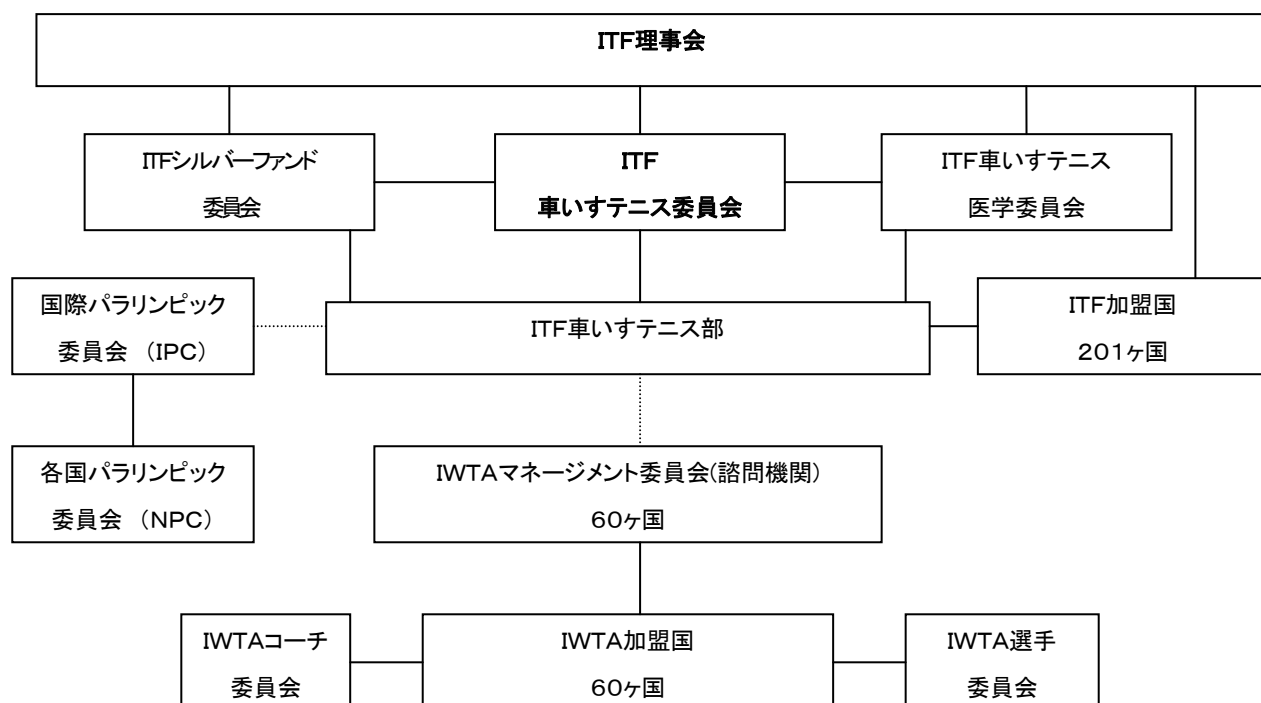 ITF理事会
ITFシルバーファンド
委員会
ITF
車いすテニス委員会
ITF車いすテニス
医学委員会
国際パラリンピック
委員会 (IPC)
ITF車いすテニス部
ITF加盟国
201ヶ国
各国パラリンピック
委員会 (NPC)
IWTAマネージメント委員会(諮問機関)
60ヶ国
IWTAコーチ
委員会
IWTA加盟国
60ヶ国
IWTA選手
委員会